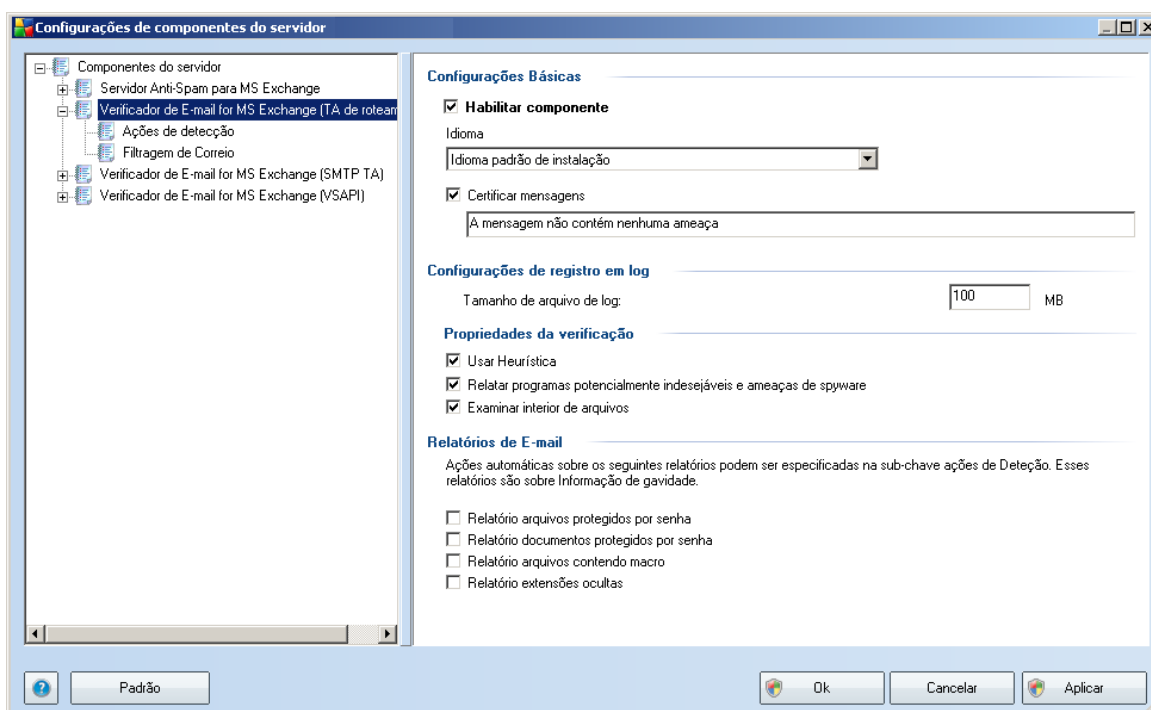 Configurações de componentes do servidor
Componentes do servidor
Servidor Anti-Spam para MS Exchange
Verificador de E-mail for MS Exchange (TA de roteam
Ações de detecção
Filtragem de Correio
Verificador de E-mail for MS Exchange (SMTP TA)
Verificador de E-mail for MS Exchange (VSAPI)
Configurações Básicas
Habilitar componente
Idioma
Idioma padrão de instalação
Certificar mensagens
A mensagem não contém nenhuma ameaça
Configurações de registro em log
Tamanho de arquivo de log: 100 MB
Propriedades da verificação
Usar Heurística
Relatar programas potencialmente indesejáveis e ameaças de spyware
Examinar interior de arquivos
Relatórios de E-mail
Ações automáticas sobre os seguintes relatórios podem ser especificadas na sub-chave ações de Deteção. Esses
relatórios são sobre Informação de gavidade.
Relatório arquivos protegidos por senha
Relatório documentos protegidos por senha
Relatório arquivos contendo macro
Relatório extensões ocultas
? Padrão Ok Cancelar Aplicar